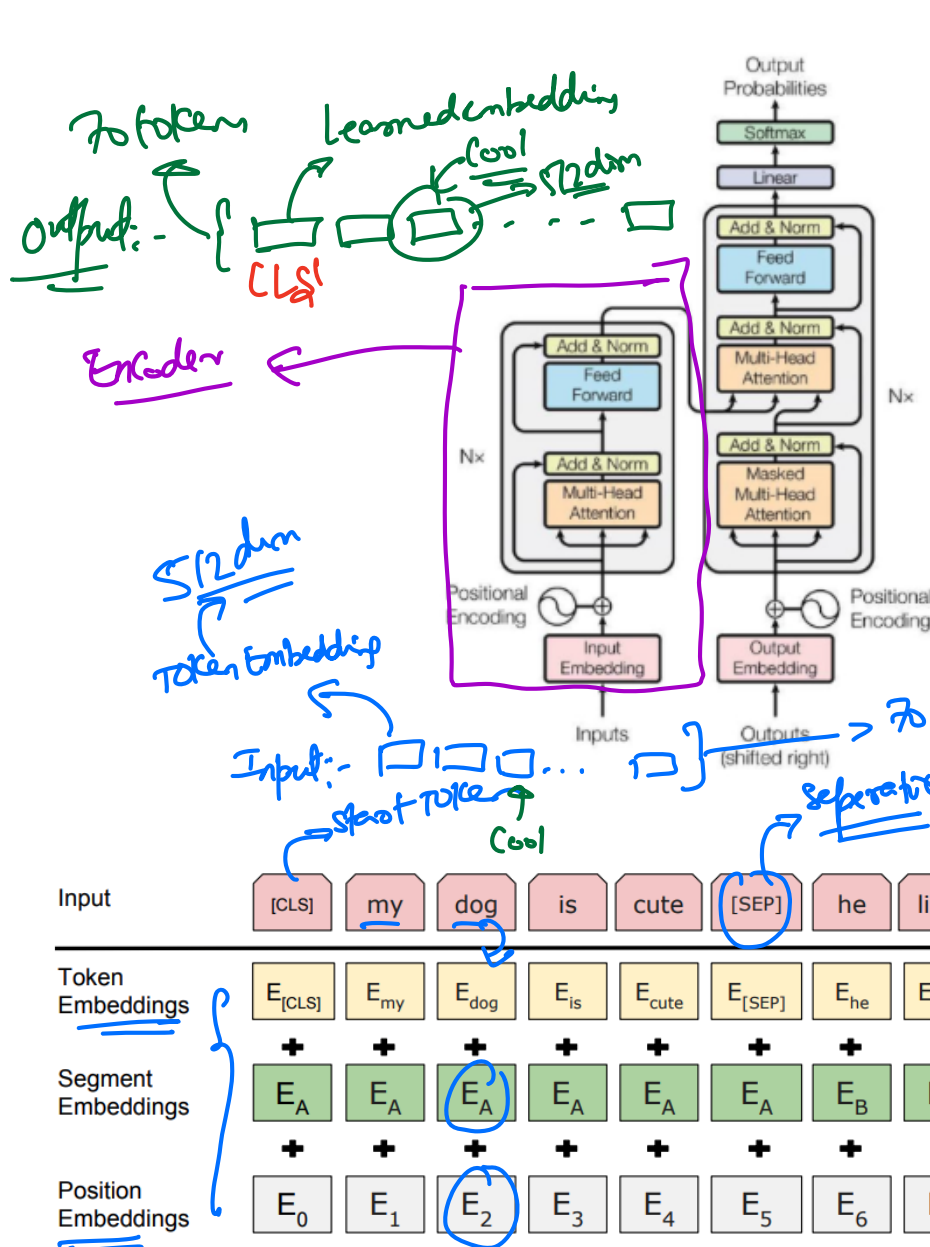 Output
Probabilities
Softmax
Linear
Add & Norm
Feed
Forward
Add & Norm
Multi-Head
Attention
Nx
Add & Norm
Masked
Multi-Head
Attention
Positional
Encoding
Output
Embedding
Outputs
(shifted right)
70 tokens
Learned embedding
Cool
512 dim
Output:-
CLS
Encoder
Add & Norm
Feed
Forward
Nx
Add & Norm
Multi-Head
Attention
Positional
Encoding
Input
Embedding
Inputs
512 dim
Token Embedding
Input:-
70
Start Token
Cool
Input
[CLS] my dog is cute [SEP] he li
Token
Embeddings
E[CLS] Emy Edog Eis Ecute E[SEP] Ehe E
+ + + + + + +
Segment
Embeddings
EA EA EA EA EA EA EB
+ + + + + + +
Position
Embeddings
E0 E1 E2 E3 E4 E5 E6